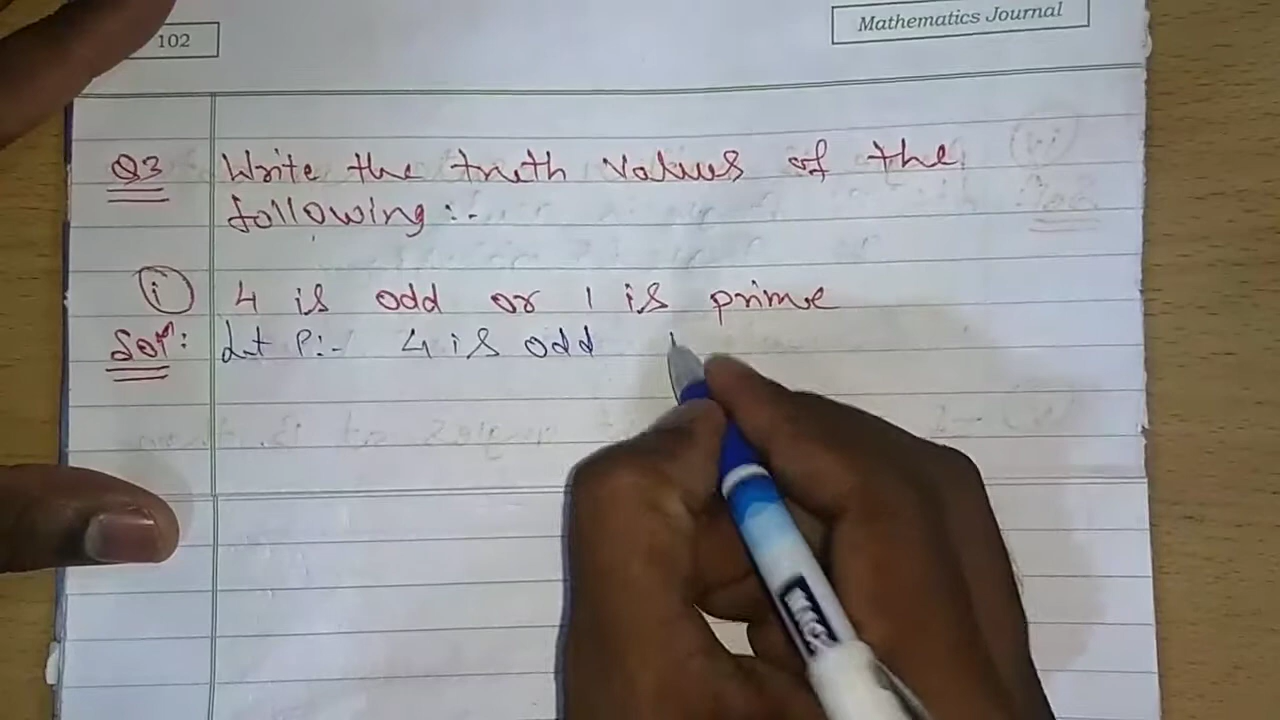 102
Mathematics Journal
Q3 Write the truth values of the
following :-
(i) 4 is odd or 1 is prime
Solⁿ: Let P:- 4 is odd